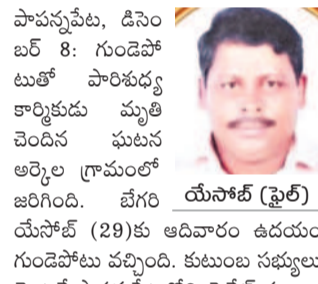 పాపన్నపేట, డిసెం
బర్ 8: గుండెపో
టుతో పారిశుధ్య
కార్మికుడు మృతి
చెందిన ఘటన
అర్కెల గ్రామంలో
జరిగింది. బేగరి
యేసోబ్ (ఫైల్)
యేసోబ్ (29)కు ఆదివారం ఉదయం
గుండెపోటు వచ్చింది. కుటుంబ సభ్యులు